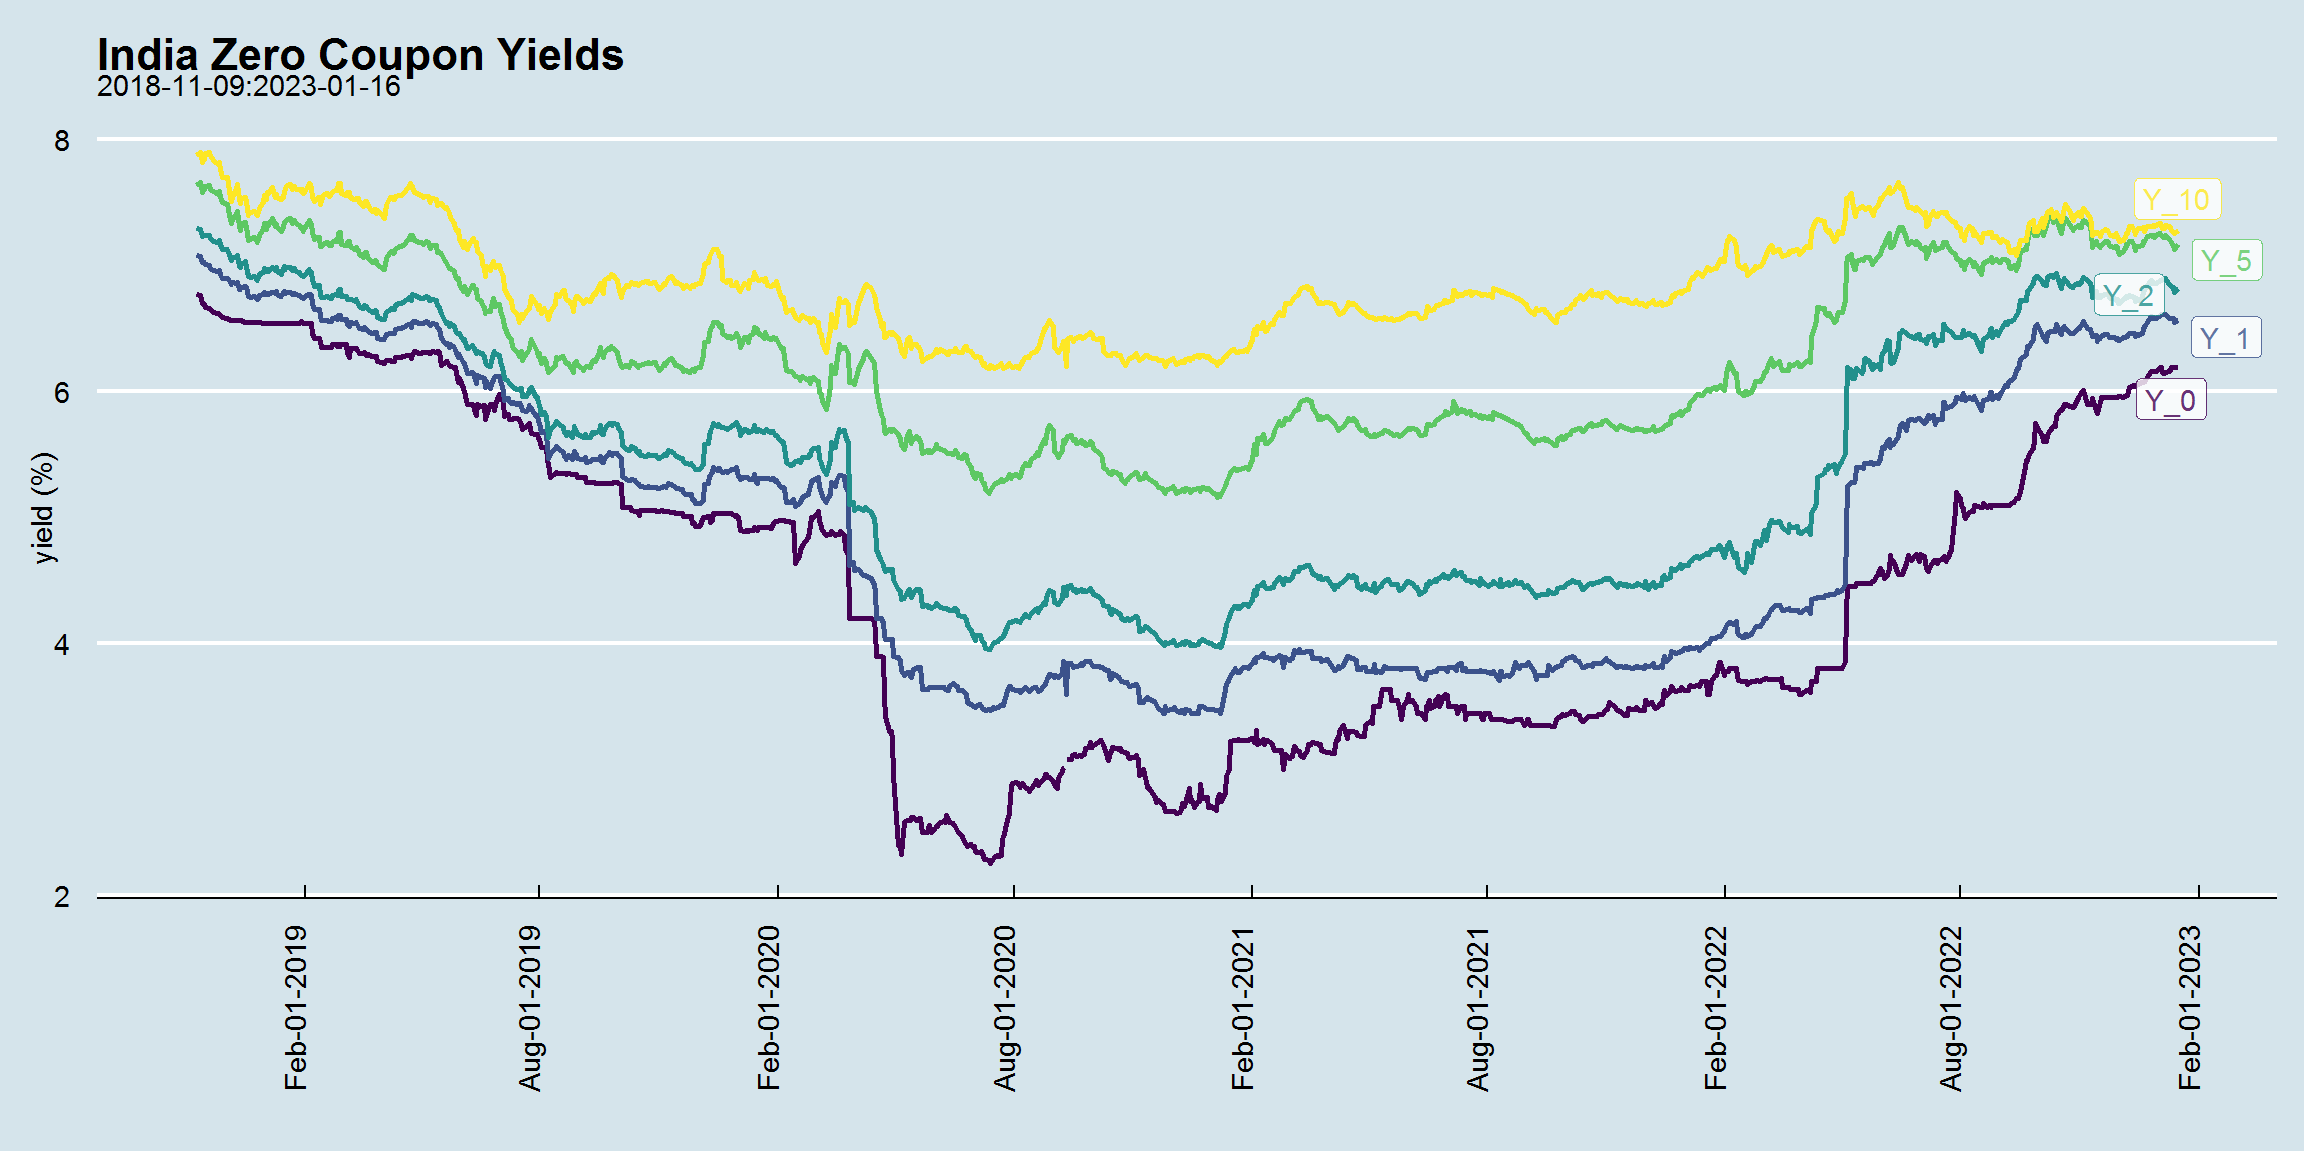 India Zero Coupon Yields
2018-11-09:2023-01-16
8
6
4
2
yield (%)
Y_10
Y_5
Y_2
Y_1
Y_0
Feb-01-2019
Aug-01-2019
Feb-01-2020
Aug-01-2020
Feb-01-2021
Aug-01-2021
Feb-01-2022
Aug-01-2022
Feb-01-2023